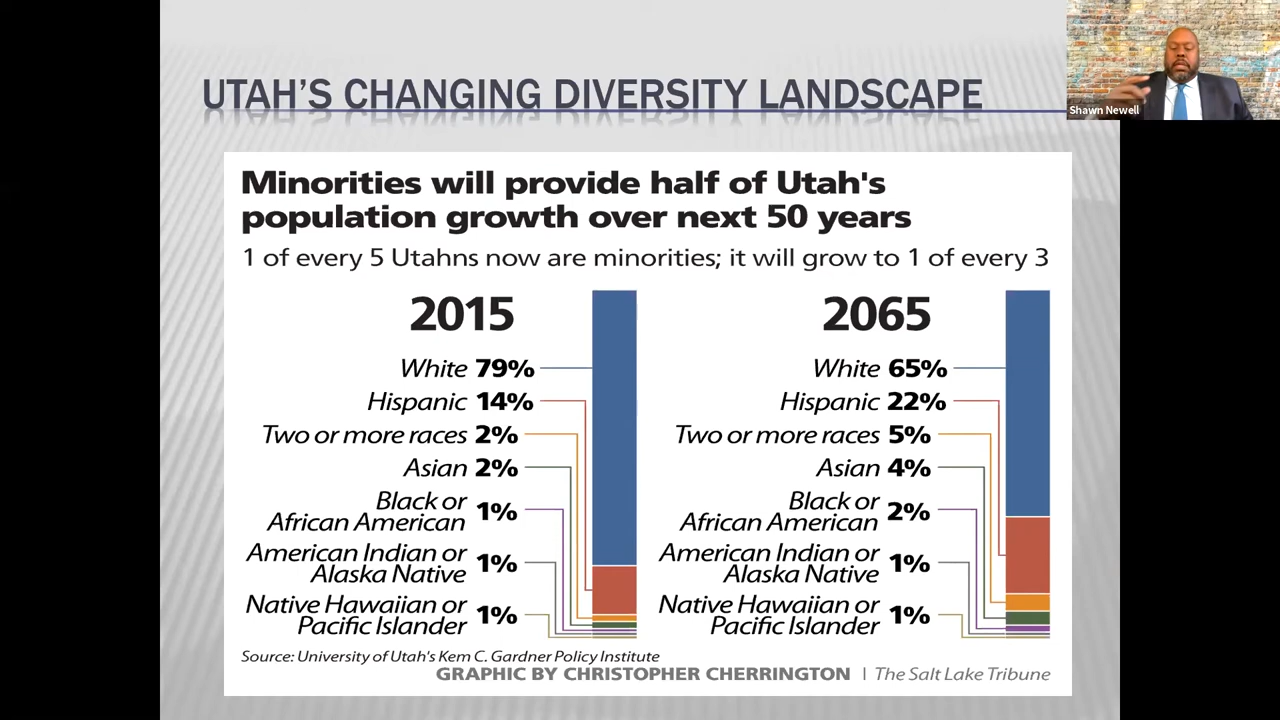 UTAH'S CHANGING DIVERSITY LANDSCAPE
Shawn Newell
Minorities will provide half of Utah's
population growth over next 50 years
1 of every 5 Utahns now are minorities; it will grow to 1 of every 3
2015
White 79%
Hispanic 14%
Two or more races 2%
Asian 2%
Black or
African American 1%
American Indian or
Alaska Native 1%
Native Hawaiian or
Pacific Islander 1%
2065
White 65%
Hispanic 22%
Two or more races 5%
Asian 4%
Black or
African American 2%
American Indian or
Alaska Native 1%
Native Hawaiian or
Pacific Islander 1%
Source: University of Utah's Kem C. Gardner Policy Institute
GRAPHIC BY CHRISTOPHER CHERRINGTON | The Salt Lake Tribune